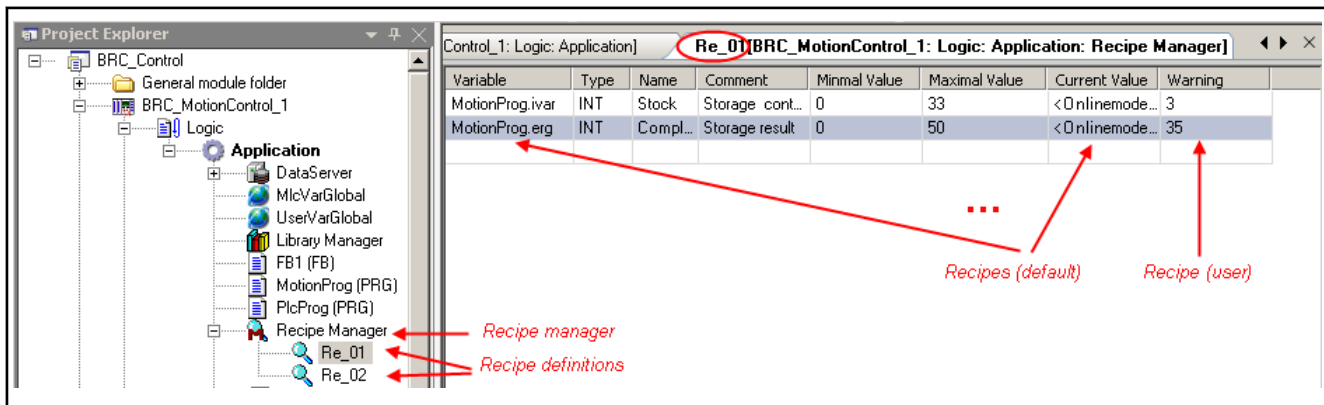 Project Explorer
BRC_Control
General module folder
BRC_MotionControl_1
Logic
Application
DataServer
MlcVarGlobal
UserVarGlobal
Library Manager
FB1 (FB)
MotionProg (PRG)
PlcProg (PRG)
Recipe Manager
Re_01
Re_02
Recipe manager
Recipe definitions
Control_1: Logic: Application]
Re_01[BRC_MotionControl_1: Logic: Application: Recipe Manager]
Variable Type Name Comment Minmal Value Maximal Value Current Value Warning
MotionProg.ivar INT Stock Storage cont... 0 33 <Onlinemode... 3
MotionProg.erg INT Compl... Storage result 0 50 <Onlinemode... 35
...
Recipes (default) Recipe (user)